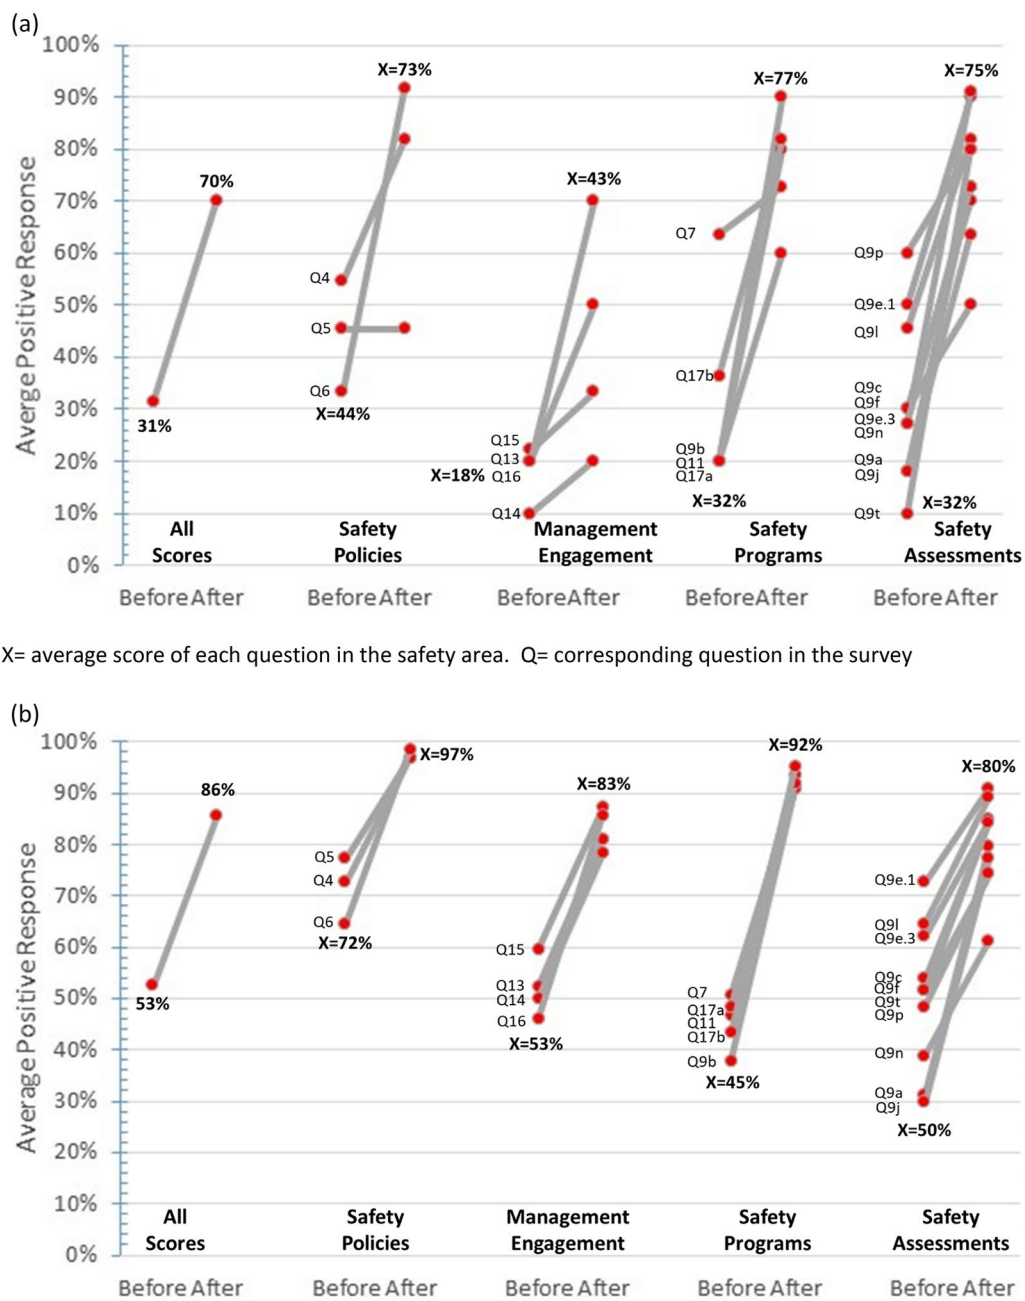 (a)
Averge Positive Response
100%
90%
80%
70%
60%
50%
40%
30%
20%
10%
0%
70%
31%
All
Scores
Before After
X=73%
Q4
Q5
Q6
X=44%
Safety
Policies
Before After
X=43%
Q15
Q13
Q16
X=18%
Q14
Management
Engagement
Before After
X=77%
Q7
Q17b
Q9b
Q11
Q17a
X=32%
Safety
Programs
Before After
X=75%
Q9p
Q9e.1
Q9l
Q9c
Q9f
Q9e.3
Q9n
Q9a
Q9j
X=32%
Q9t
Safety
Assessments
Before After
X= average score of each question in the safety area. Q= corresponding question in the survey
(b)
Average Positive Response
100%
90%
80%
70%
60%
50%
40%
30%
20%
10%
0%
86%
53%
All
Scores
Before After
X=97%
Q5
Q4
Q6
X=72%
Safety
Policies
Before After
X=83%
Q15
Q13
Q14
Q16
X=53%
Management
Engagement
Before After
X=92%
Q7
Q17a
Q11
Q17b
Q9b
X=45%
Safety
Programs
Before After
X=80%
Q9e.1
Q9l
Q9e.3
Q9c
Q9f
Q9t
Q9p
Q9n
Q9a
Q9j
X=50%
Safety
Assessments
Before After